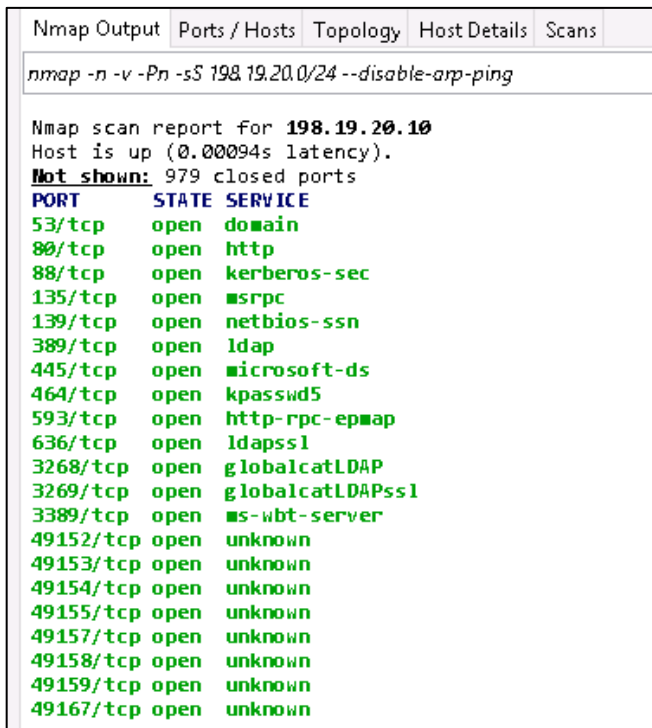 Nmap Output Ports / Hosts Topology Host Details Scans
nmap -n -v -Pn -sS 198.19.20.0/24 --disable-arp-ping
Nmap scan report for 198.19.20.10
Host is up (0.00094s latency).
Not shown: 979 closed ports
PORT STATE SERVICE
53/tcp open domain
80/tcp open http
88/tcp open kerberos-sec
135/tcp open msrpc
139/tcp open netbios-ssn
389/tcp open ldap
445/tcp open microsoft-ds
464/tcp open kpasswd5
593/tcp open http-rpc-epmap
636/tcp open ldapssl
3268/tcp open globalcatLDAP
3269/tcp open globalcatLDAPssl
3389/tcp open ms-wbt-server
49152/tcp open unknown
49153/tcp open unknown
49154/tcp open unknown
49155/tcp open unknown
49157/tcp open unknown
49158/tcp open unknown
49159/tcp open unknown
49167/tcp open unknown